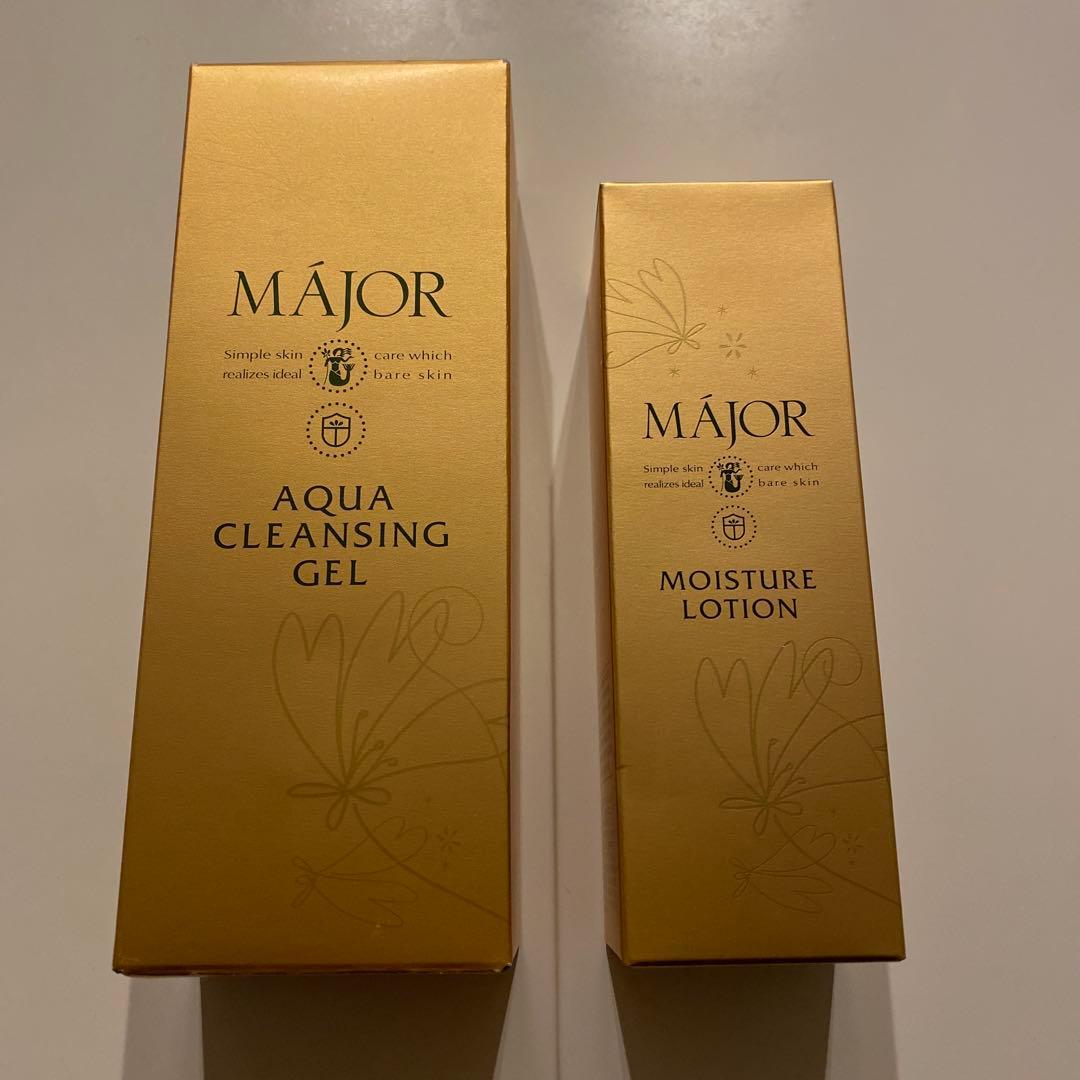 MÁJOR
Simple skin care which
realizes ideal bare skin
AQUA
CLEANSING
GEL
MÁJOR
Simple skin care which
realizes ideal bare skin
MOISTURE
LOTION